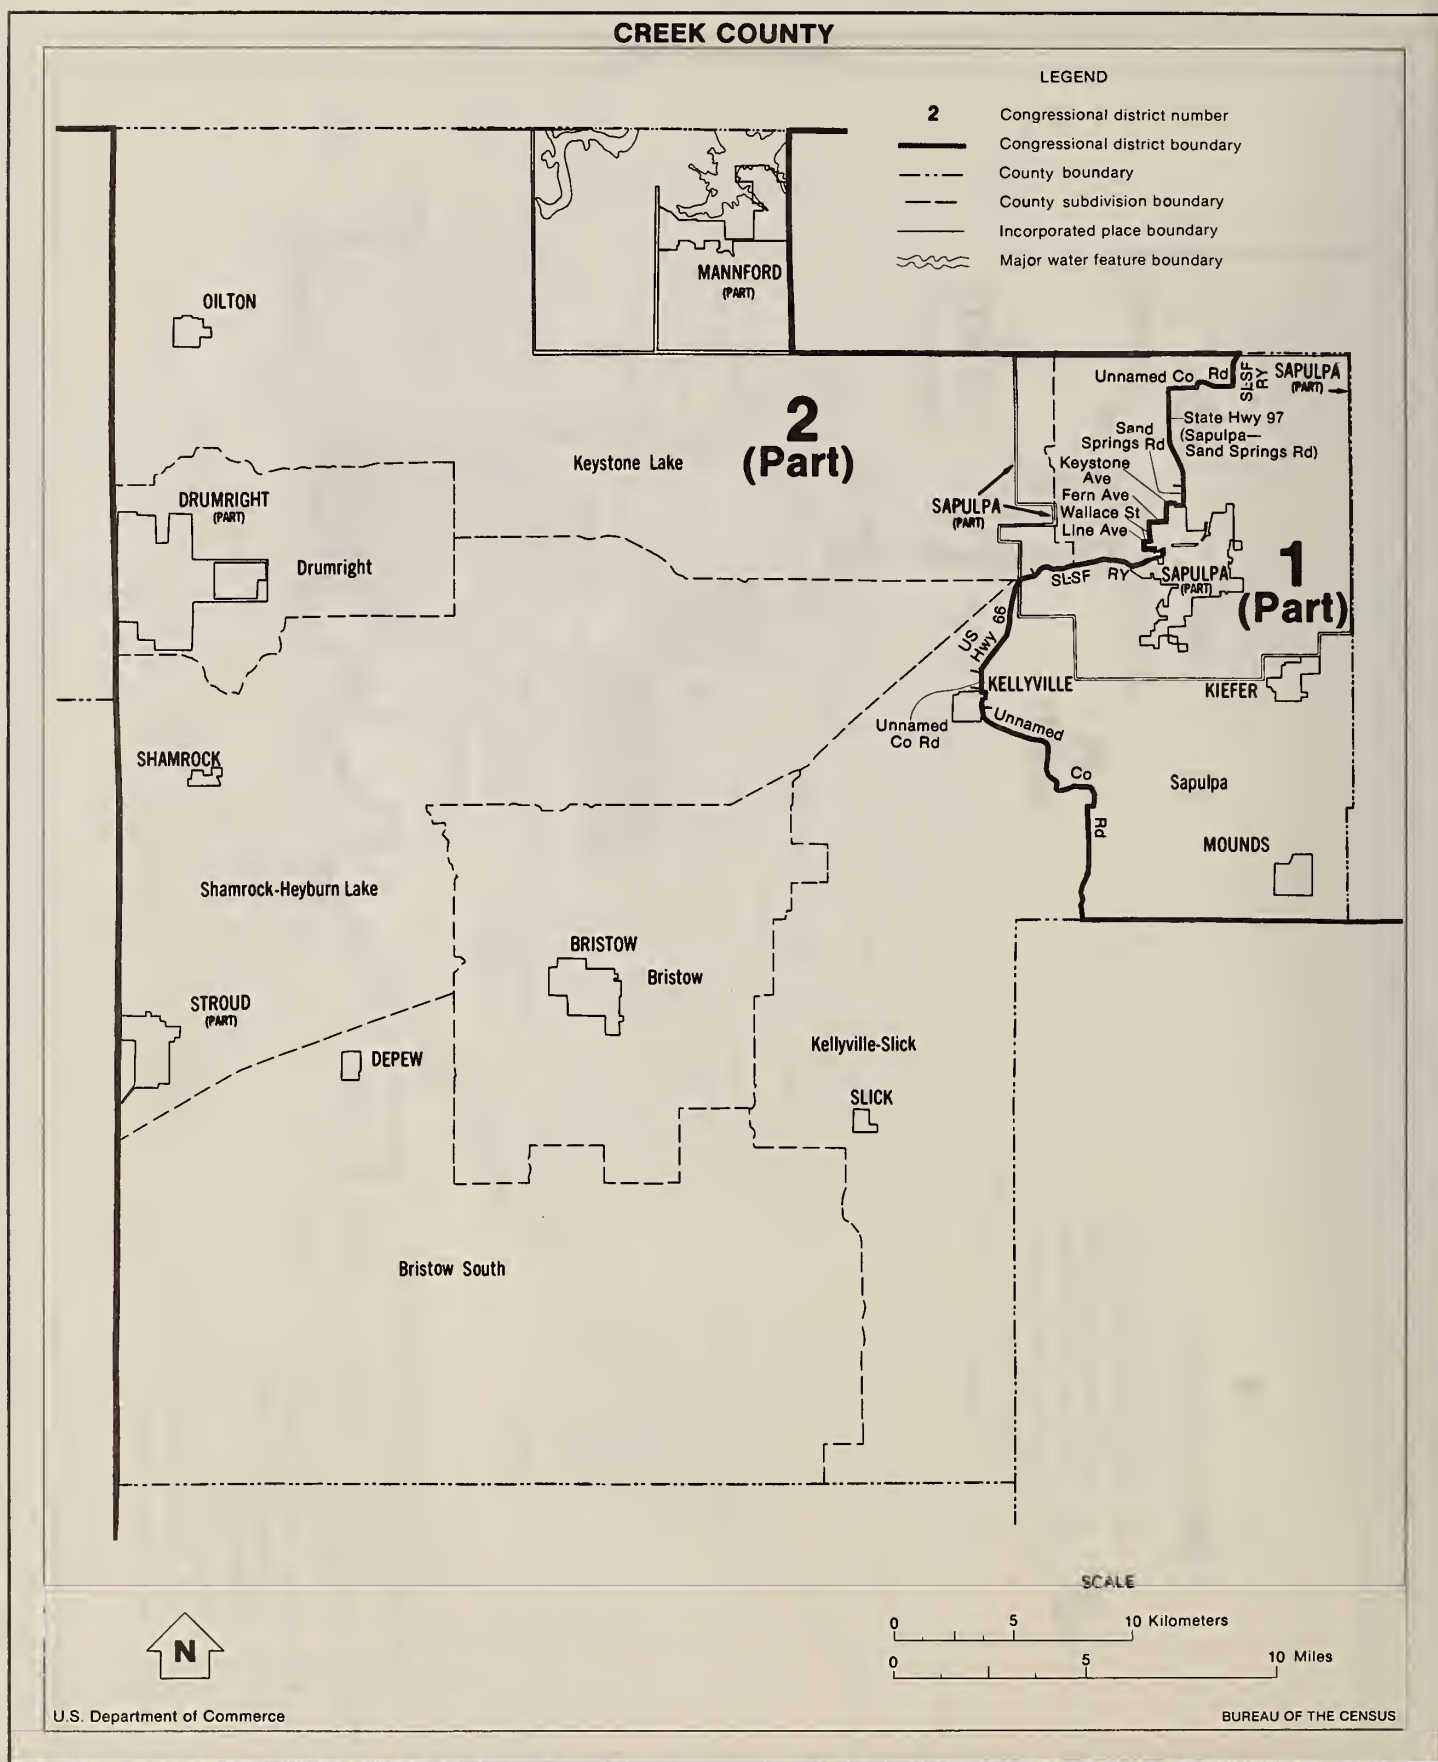 CREEK COUNTY
LEGEND
2 Congressional district number
Congressional district boundary
County boundary
County subdivision boundary
Incorporated place boundary
Major water feature boundary
MANNFORD
(PART)
OILTON
Unnamed Co Rd
SL-SF
RY
SAPULPA
(PART)
State Hwy 97
(Sapulpa—
Sand Springs Rd)
Sand
Springs Rd
Keystone
Ave
Fern Ave
Wallace St
Line Ave
2
(Part)
Keystone Lake
SAPULPA
(PART)
DRUMRIGHT
(PART)
Drumright
SL-SF RY
SAPULPA
(PART)
1
(Part)
US
Hwy 66
KELLYVILLE
KIEFER
Unnamed
Co Rd
Unnamed
Co
Rd
SHAMROCK
Sapulpa
MOUNDS
Shamrock-Heyburn Lake
BRISTOW
Bristow
STROUD
(PART)
DEPEW
Kellyville-Slick
SLICK
Bristow South
SCALE
0 5 10 Kilometers
0 5 10 Miles
N
U.S. Department of Commerce
BUREAU OF THE CENSUS